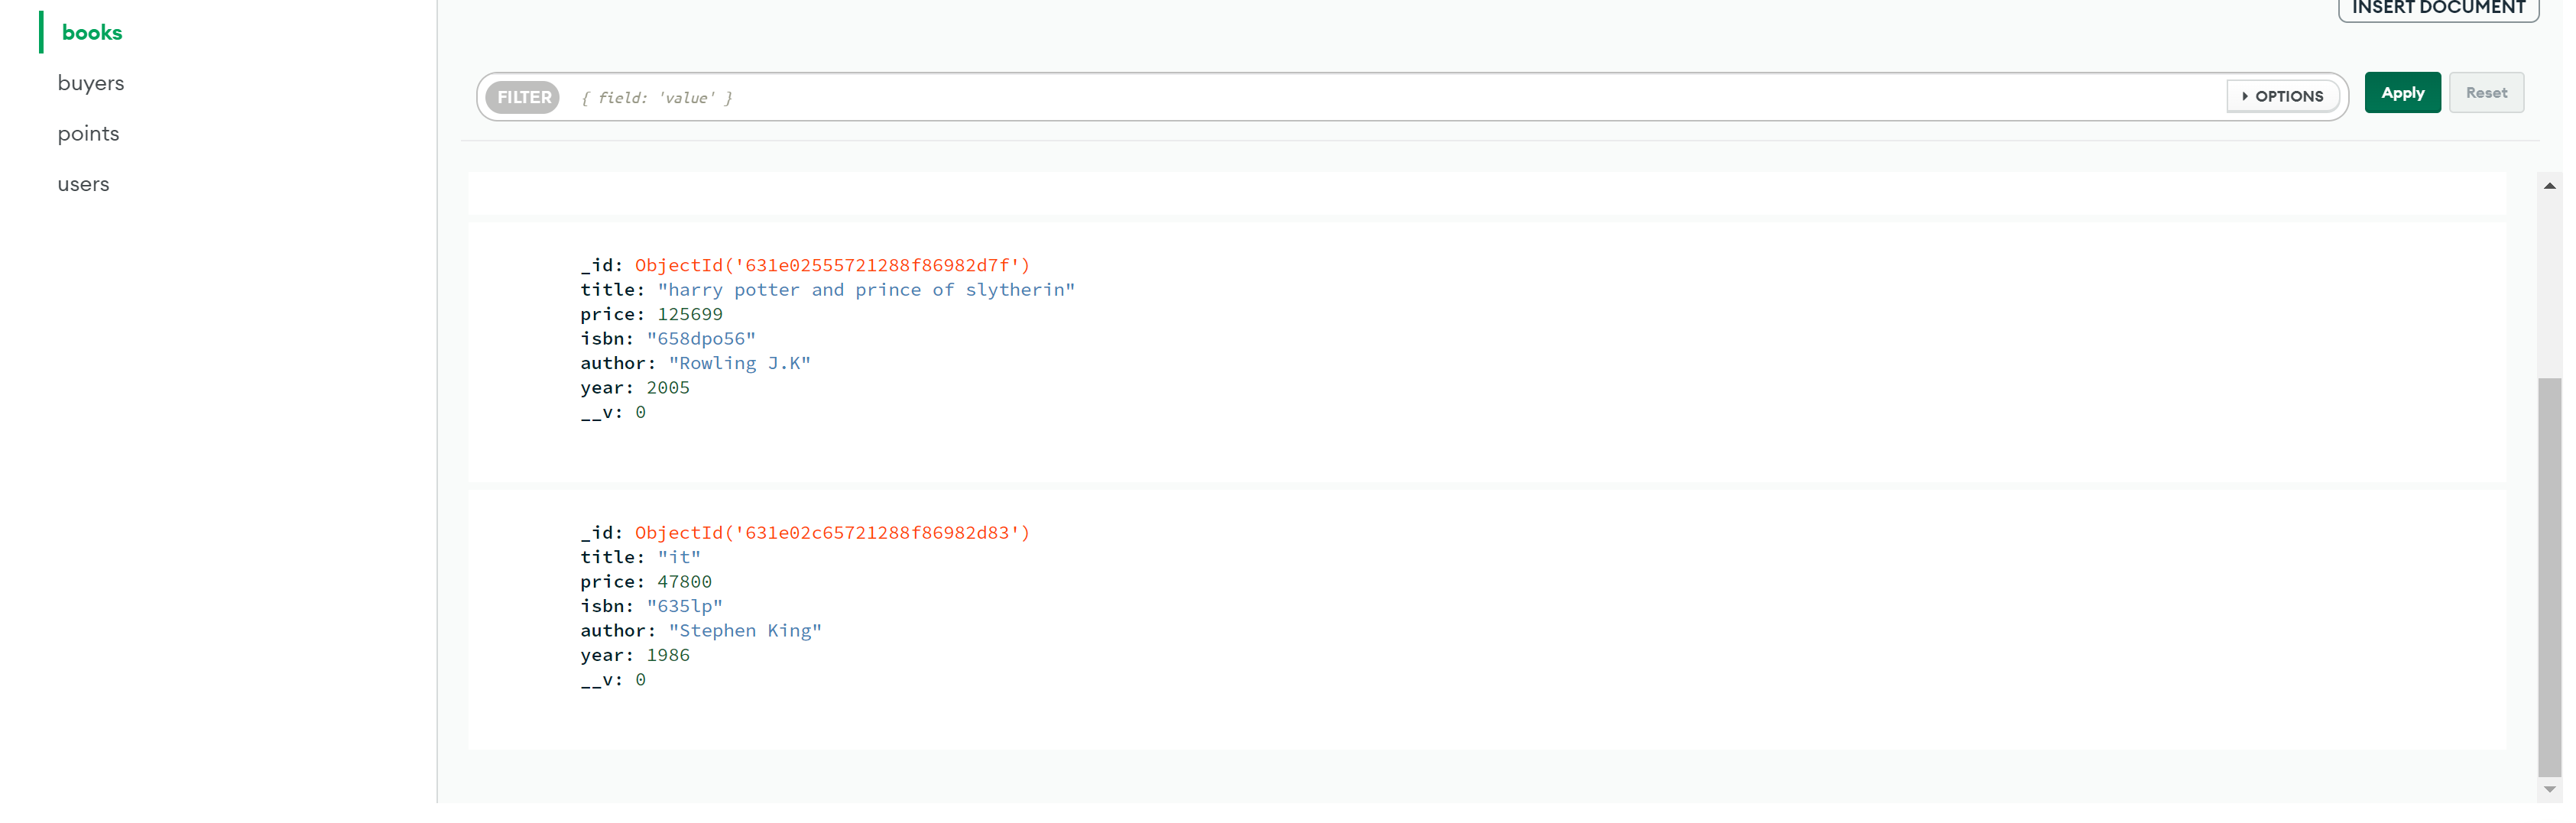 books
buyers
points
users
INSERT DOCUMENT
FILTER { field: 'value' } OPTIONS Apply Reset
_id: ObjectId('631e02555721288f86982d7f')
title: "harry potter and prince of slytherin"
price: 125699
isbn: "658dpo56"
author: "Rowling J.K"
year: 2005
__v: 0
_id: ObjectId('631e02c65721288f86982d83')
title: "it"
price: 47800
isbn: "635lp"
author: "Stephen King"
year: 1986
__v: 0